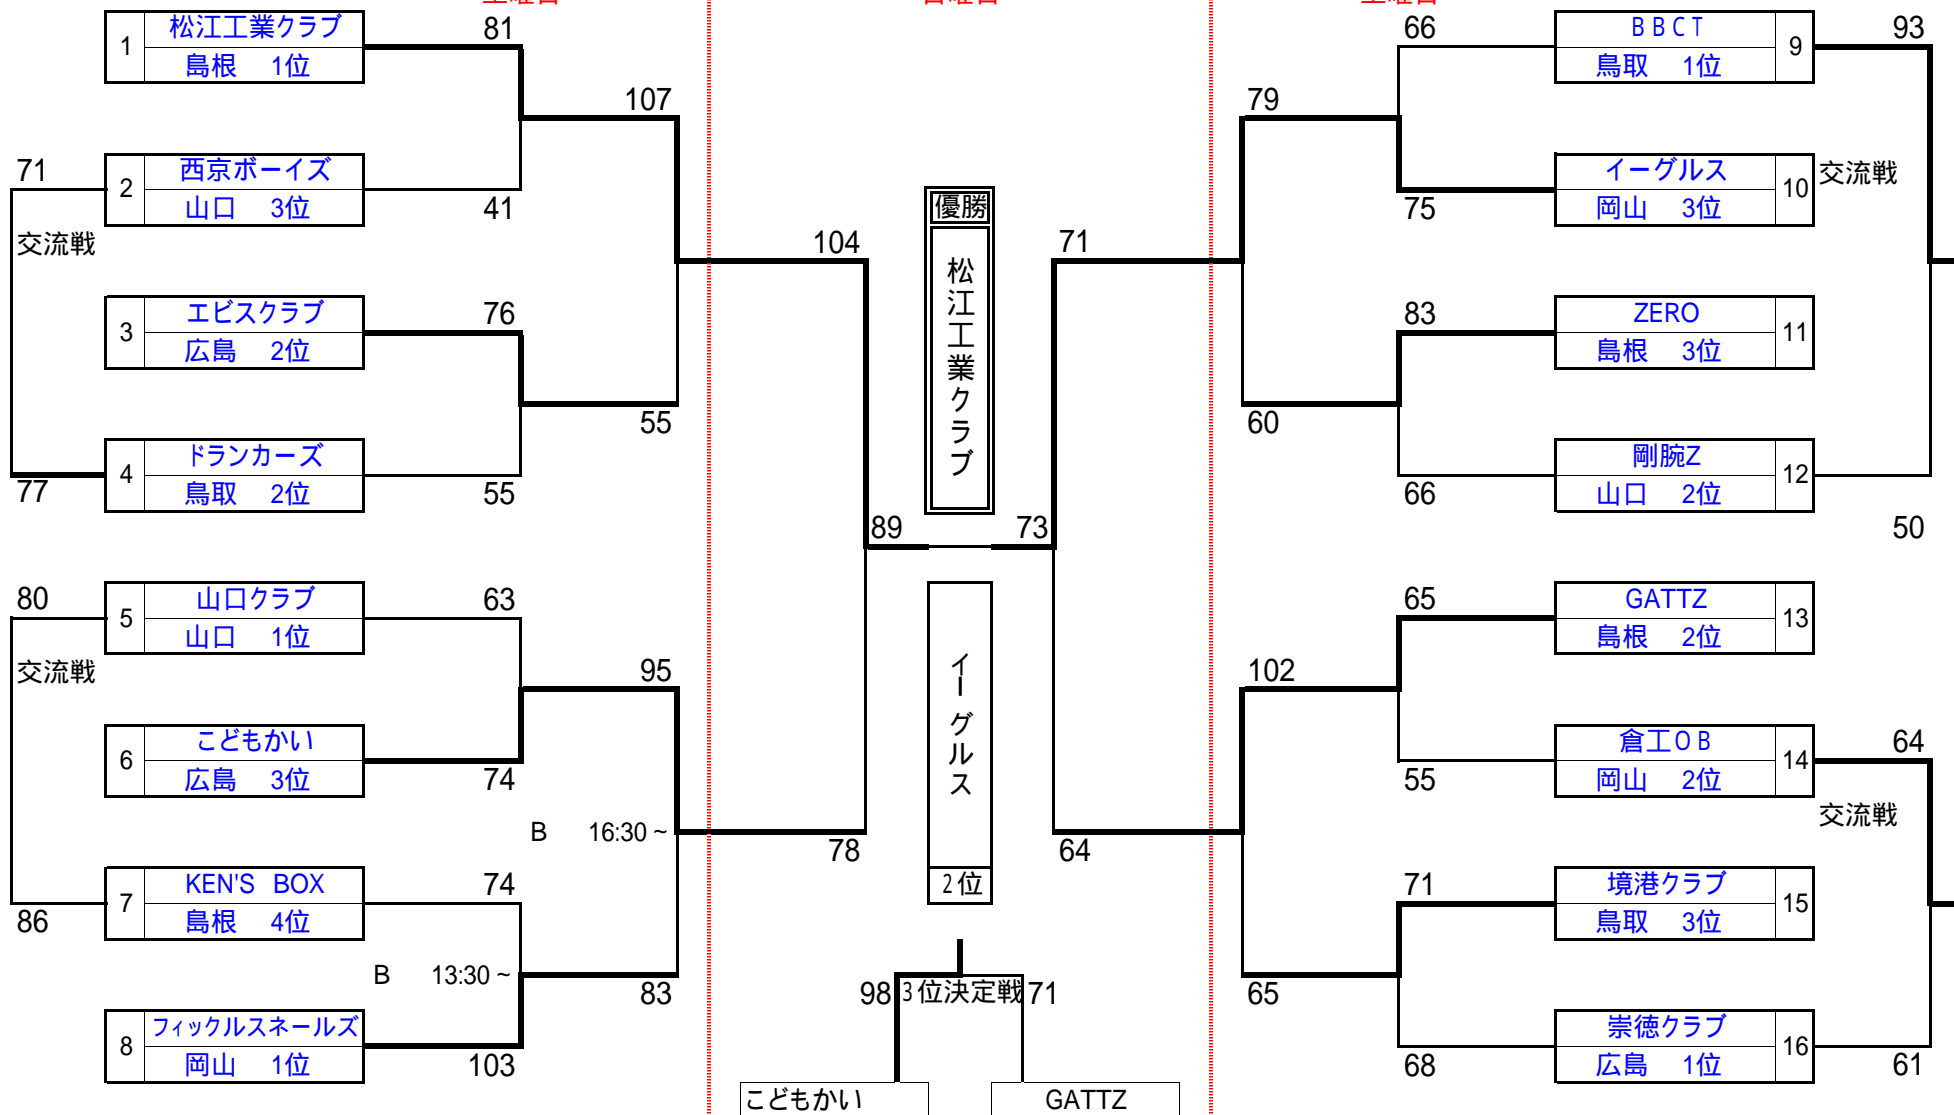 土曜日
日曜日
土曜日
1
松江工業クラブ
島根 1位
81
107
71
2
西京ボーイズ
山口 3位
41
交流戦
3
エビスクラブ
広島 2位
76
55
4
ドランカーズ
鳥取 2位
77
55
104
80
5
山口クラブ
山口 1位
63
交流戦
95
6
こどもかい
広島 3位
74
B 16:30 ~
78
7
KEN'S BOX
島根 4位
74
86
B 13:30 ~
83
8
フィックルスネールズ
岡山 1位
103
優勝
松江工業クラブ
89
73
イーグルス
2位
98
3位決定戦
71
こどもかい
GATTZ
71
79
66
BBCT
鳥取 1位
9
93
イーグルス
岡山 3位
10
交流戦
75
83
ZERO
島根 3位
11
60
剛腕Z
山口 2位
12
66
50
65
GATTZ
島根 2位
13
102
倉工OB
岡山 2位
14
64
55
交流戦
64
71
境港クラブ
鳥取 3位
15
65
崇徳クラブ
広島 1位
16
68
61